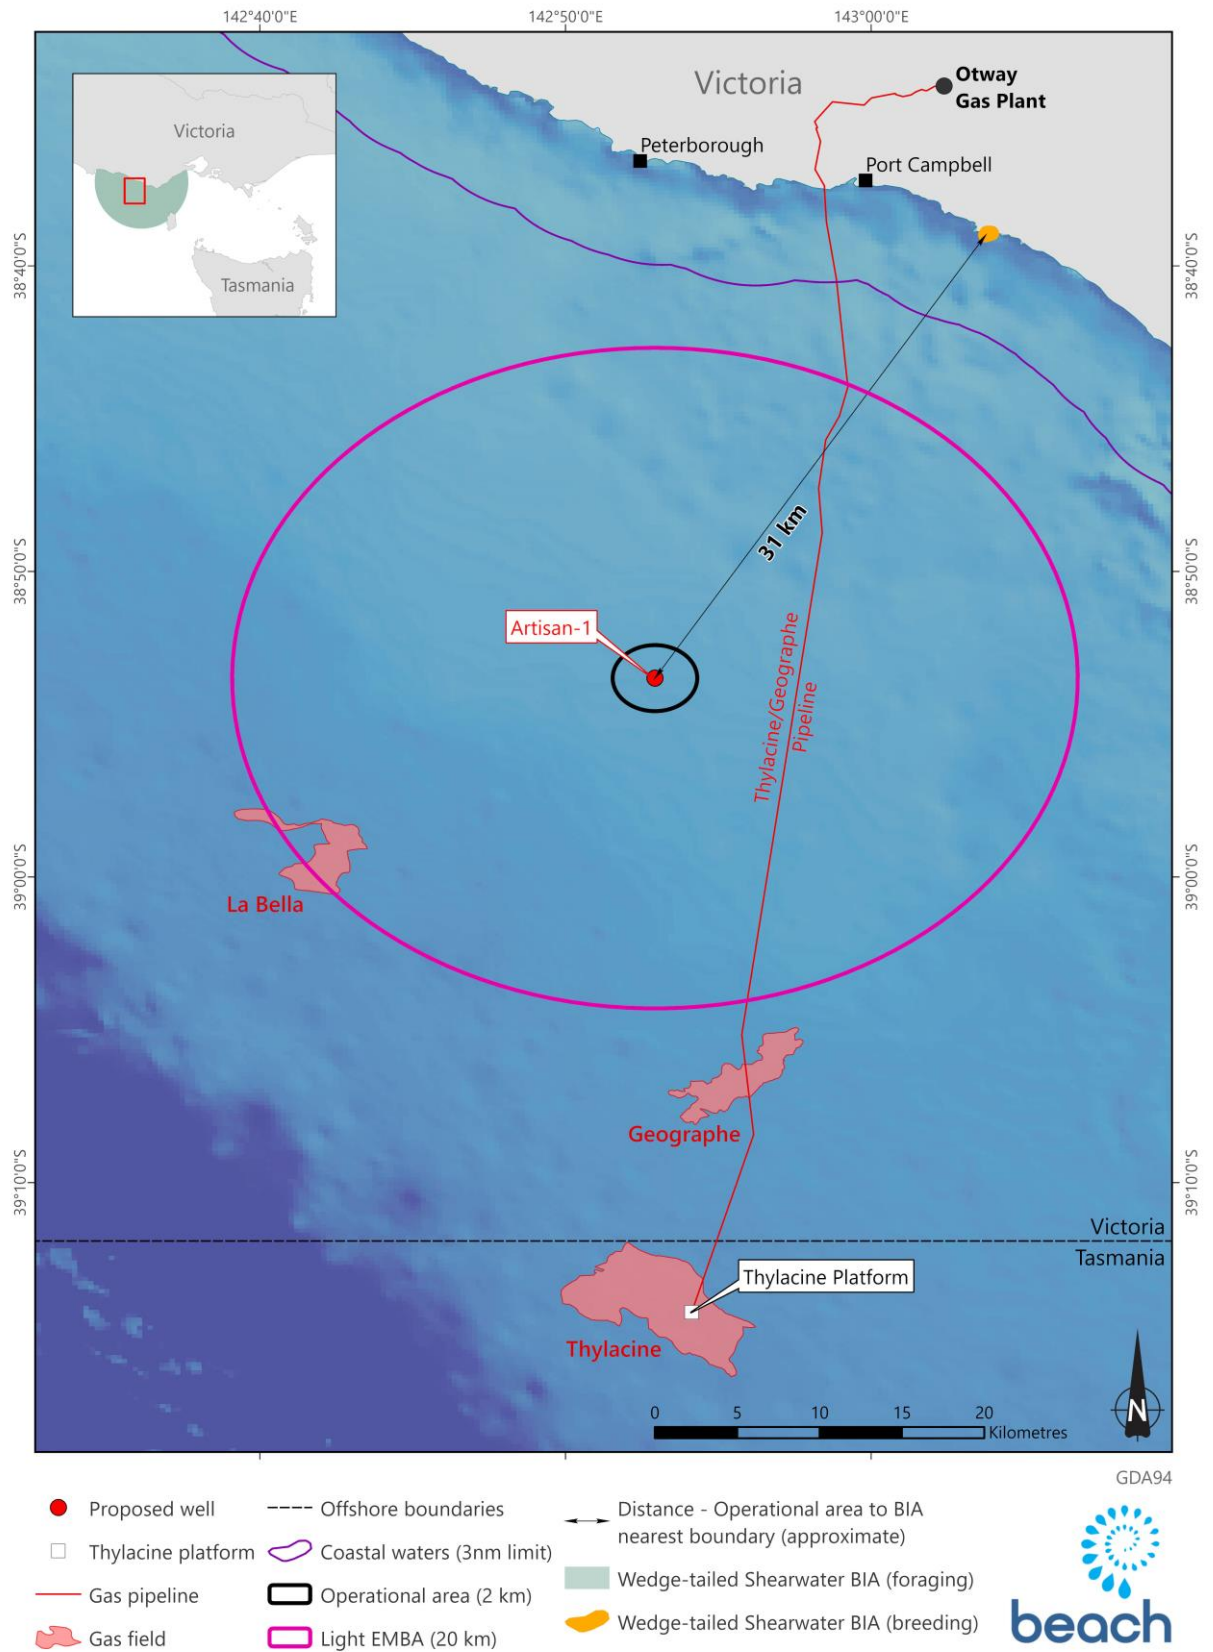 142°40'0"E
142°50'0"E
143°00'0"E
Victoria
Otway
Gas Plant
Victoria
Tasmania
Peterborough
Port Campbell
38°40'0"S
38°40'0"S
31 km
38°50'0"S
38°50'0"S
Artisan-1
Thylacine/Geographe
Pipeline
39°00'0"S
39°00'0"S
La Bella
Geographe
39°10'0"S
39°10'0"S
Victoria
Tasmania
Thylacine Platform
Thylacine
0 5 10 15 20
Kilometres
N
GDA94
Proposed well
Thylacine platform
Gas pipeline
Gas field
Offshore boundaries
Coastal waters (3nm limit)
Operational area (2 km)
Light EMBA (20 km)
Distance - Operational area to BIA
nearest boundary (approximate)
Wedge-tailed Shearwater BIA (foraging)
Wedge-tailed Shearwater BIA (breeding)
beach